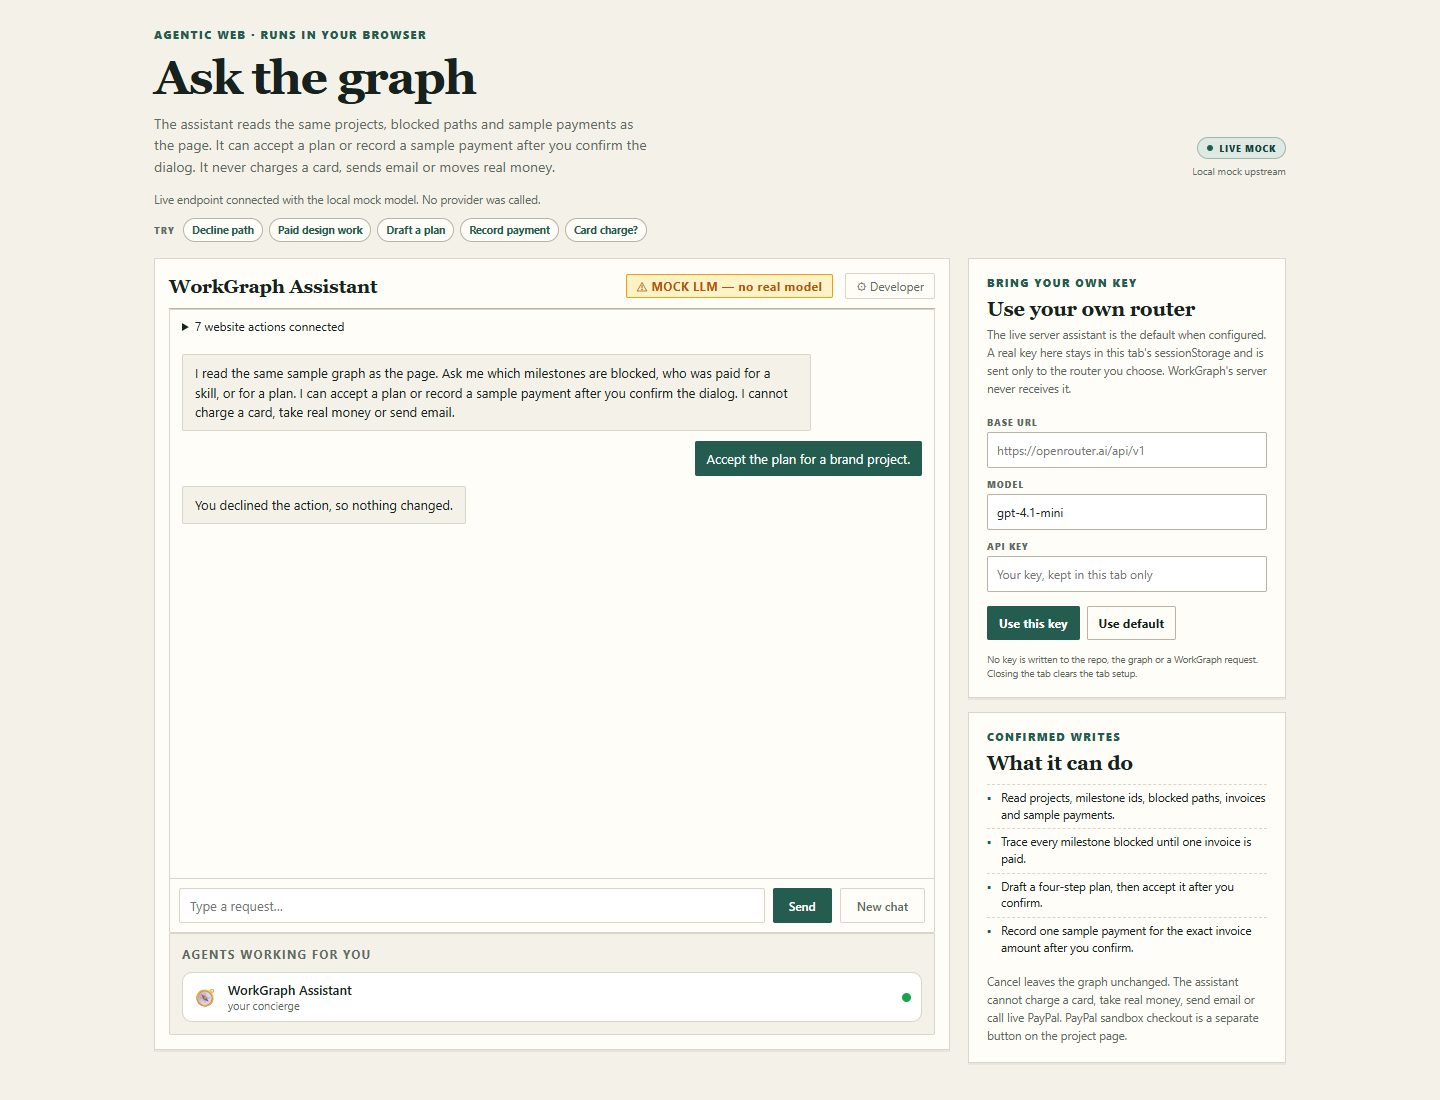 AGENTIC WEB · RUNS IN YOUR BROWSER
Ask the graph
The assistant reads the same projects, blocked paths and sample payments as
the page. It can accept a plan or record a sample payment after you confirm the
dialog. It never charges a card, sends email or moves real money.
Live endpoint connected with the local mock model. No provider was called.
LIVE MOCK
Local mock upstream
TRY
Decline path
Paid design work
Draft a plan
Record payment
Card charge?
WorkGraph Assistant
⚠ MOCK LLM — no real model
⚙ Developer
▶ 7 website actions connected
I read the same sample graph as the page. Ask me which milestones are blocked, who was paid for a
skill, or for a plan. I can accept a plan or record a sample payment after you confirm the dialog. I cannot
charge a card, take real money or send email.
Accept the plan for a brand project.
You declined the action, so nothing changed.
Type a request...
Send
New chat
AGENTS WORKING FOR YOU
WorkGraph Assistant
your concierge
BRING YOUR OWN KEY
Use your own router
The live server assistant is the default when configured.
A real key here stays in this tab's sessionStorage and is
sent only to the router you choose. WorkGraph's server
never receives it.
BASE URL
https://openrouter.ai/api/v1
MODEL
gpt-4.1-mini
API KEY
Your key, kept in this tab only
Use this key
Use default
No key is written to the repo, the graph or a WorkGraph request.
Closing the tab clears the tab setup.
CONFIRMED WRITES
What it can do
▪ Read projects, milestone ids, blocked paths, invoices
and sample payments.
▪ Trace every milestone blocked until one invoice is
paid.
▪ Draft a four-step plan, then accept it after you
confirm.
▪ Record one sample payment for the exact invoice
amount after you confirm.
Cancel leaves the graph unchanged. The assistant
cannot charge a card, take real money, send email or
call live PayPal. PayPal sandbox checkout is a separate
button on the project page.